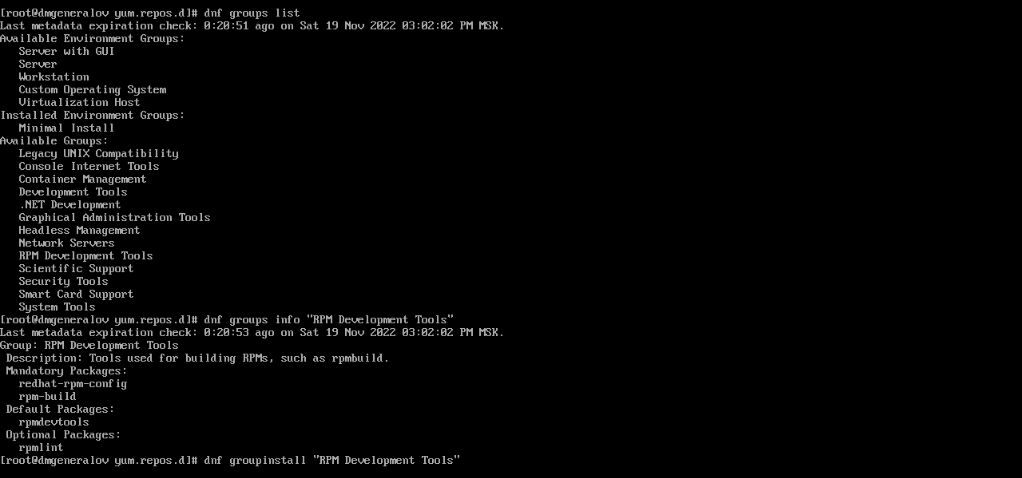 [root@dmgeneralov yum.repos.d]# dnf groups list
Last metadata expiration check: 0:20:51 ago on Sat 19 Nov 2022 03:02:02 PM MSK.
Available Environment Groups:
   Server with GUI
   Server
   Workstation
   Custom Operating System
   Virtualization Host
Installed Environment Groups:
   Minimal Install
Available Groups:
   Legacy UNIX Compatibility
   Console Internet Tools
   Container Management
   Development Tools
   .NET Development
   Graphical Administration Tools
   Headless Management
   Network Servers
   RPM Development Tools
   Scientific Support
   Security Tools
   Smart Card Support
   System Tools
[root@dmgeneralov yum.repos.d]# dnf groups info "RPM Development Tools"
Last metadata expiration check: 0:20:53 ago on Sat 19 Nov 2022 03:02:02 PM MSK.
Group: RPM Development Tools
 Description: Tools used for building RPMs, such as rpmbuild.
 Mandatory Packages:
   redhat-rpm-config
   rpm-build
 Default Packages:
   rpmdevtools
 Optional Packages:
   rpmlint
[root@dmgeneralov yum.repos.d]# dnf groupinstall "RPM Development Tools"